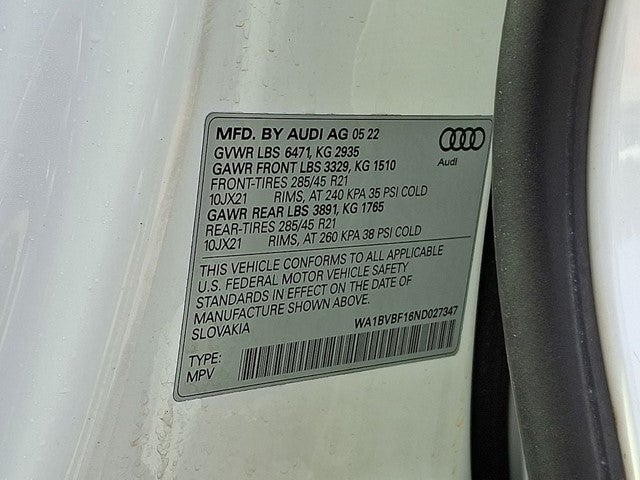 MFD. BY AUDI AG 05 22
Audi
GVWR LBS 6471, KG 2935
GAWR FRONT LBS 3329, KG 1510
FRONT-TIRES 285/45 R21
10JX21 RIMS, AT 240 KPA 35 PSI COLD
GAWR REAR LBS 3891, KG 1765
REAR-TIRES 285/45 R21
10JX21 RIMS, AT 260 KPA 38 PSI COLD
THIS VEHICLE CONFORMS TO ALL APPLICABLE
U.S. FEDERAL MOTOR VEHICLE SAFETY
STANDARDS IN EFFECT ON THE DATE OF
MANUFACTURE SHOWN ABOVE.
SLOVAKIA
WA1BVBF16ND027347
TYPE:
MPV